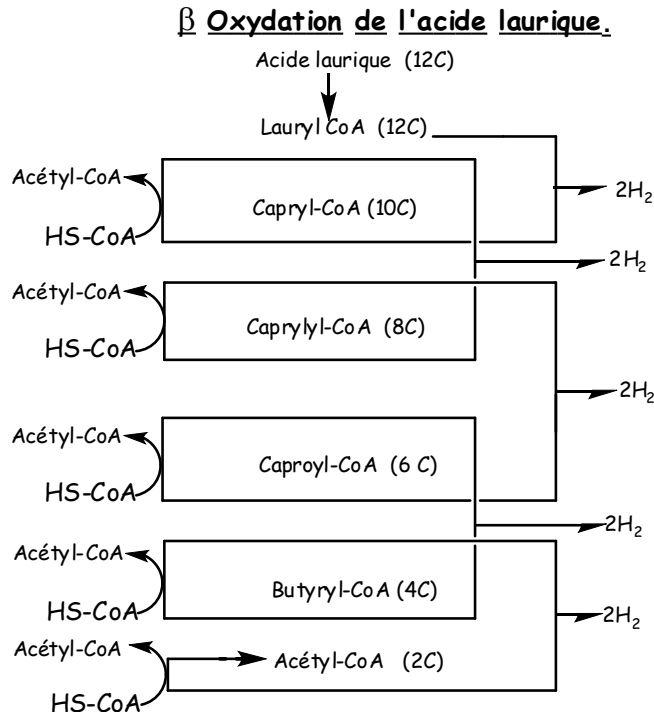 β Oxydation de l'acide laurique.
Acide laurique (12C)
Lauryl CoA (12C)
Acétyl-CoA
2H₂
Capryl-CoA (10C)
HS-CoA
2H₂
Acétyl-CoA
Caprylyl-CoA (8C)
HS-CoA
2H₂
Acétyl-CoA
Caproyl-CoA (6 C)
HS-CoA
2H₂
Acétyl-CoA
Butyryl-CoA (4C)
HS-CoA
2H₂
Acétyl-CoA
Acétyl-CoA (2C)
HS-CoA